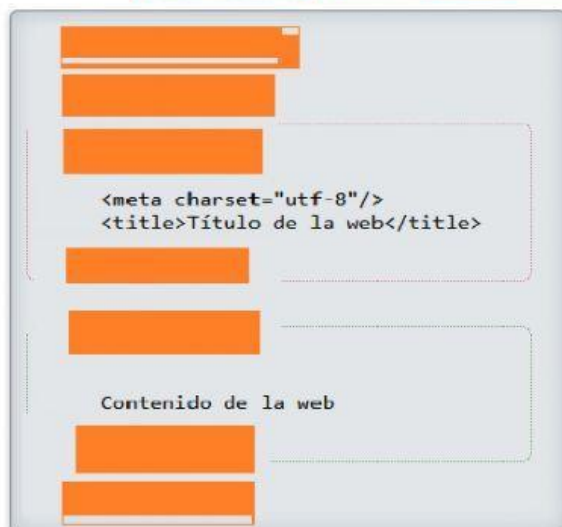 <meta charset="utf-8"/>
<title>Título de la web</title>
Contenido de la web